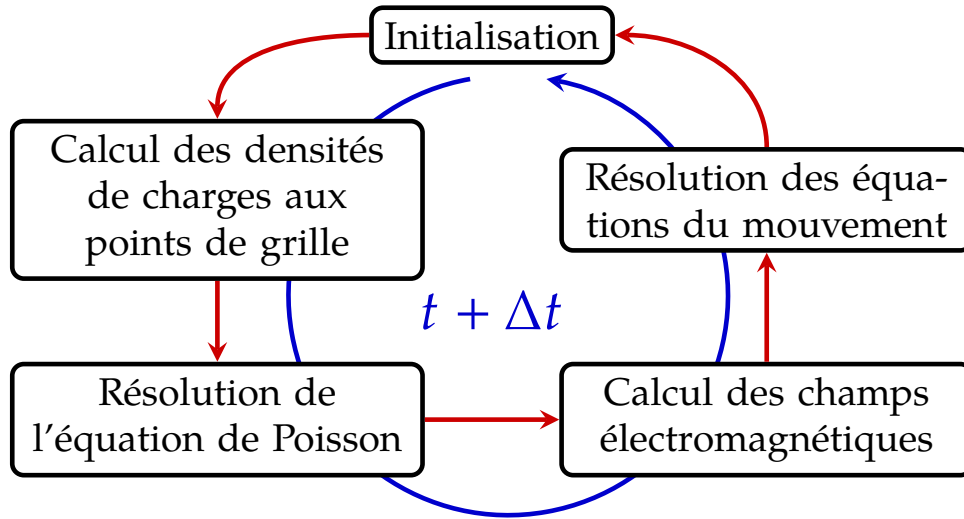 Initialisation
Calcul des densités
de charges aux
points de grille
Résolution des équa-
tions du mouvement
t + Δt
Résolution de
l'équation de Poisson
Calcul des champs
électromagnétiques